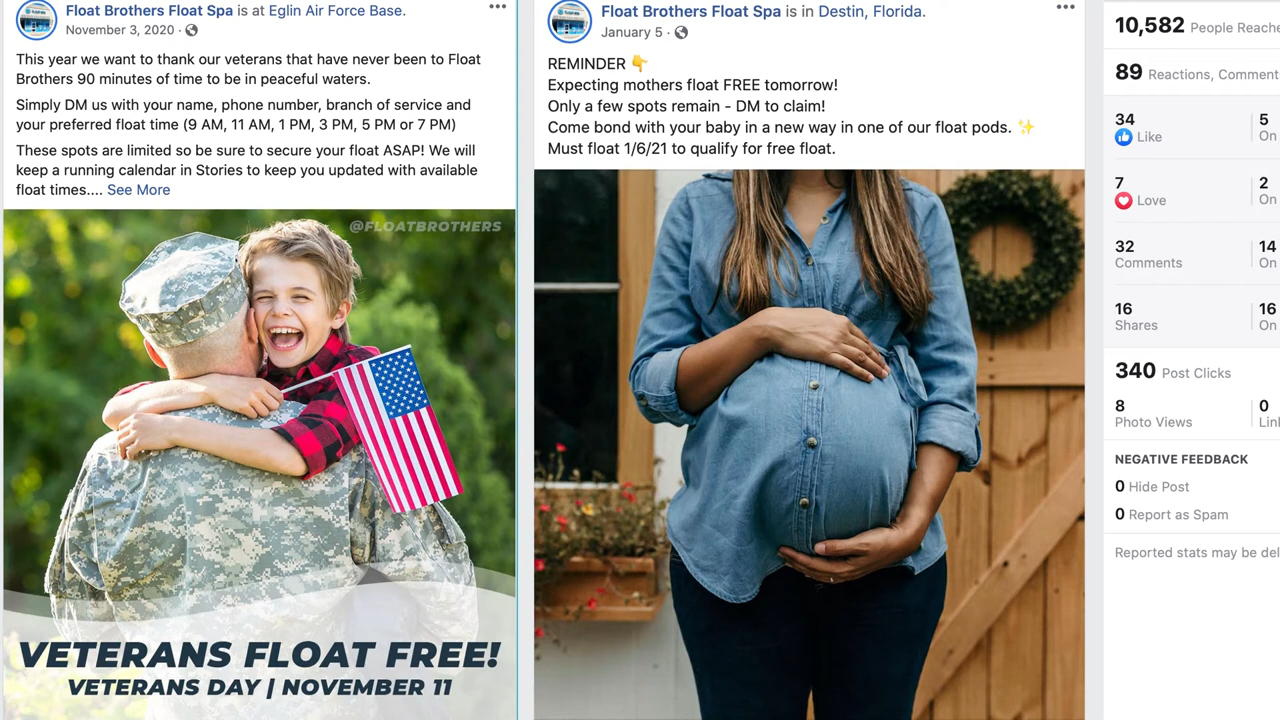 Float Brothers Float Spa is at Eglin Air Force Base.
November 3, 2020 ·
This year we want to thank our veterans that have never been to Float
Brothers 90 minutes of time to be in peaceful waters.
Simply DM us with your name, phone number, branch of service and
your preferred float time (9 AM, 11 AM, 1 PM, 3 PM, 5 PM or 7 PM)
These spots are limited so be sure to secure your float ASAP! We will
keep a running calendar in Stories to keep you updated with available
float times.... See More
@FLOATBROTHERS
VETERANS FLOAT FREE!
VETERANS DAY | NOVEMBER 11
Float Brothers Float Spa is in Destin, Florida.
January 5 ·
REMINDER 👇
Expecting mothers float FREE tomorrow!
Only a few spots remain - DM to claim!
Come bond with your baby in a new way in one of our float pods. ✨
Must float 1/6/21 to qualify for free float.
10,582 People Reache
89 Reactions, Comment
34 5
Like On
7 2
Love On
32 14
Comments On
16 16
Shares On
340 Post Clicks
8 0
Photo Views Lin
NEGATIVE FEEDBACK
0 Hide Post
0 Report as Spam
Reported stats may be del